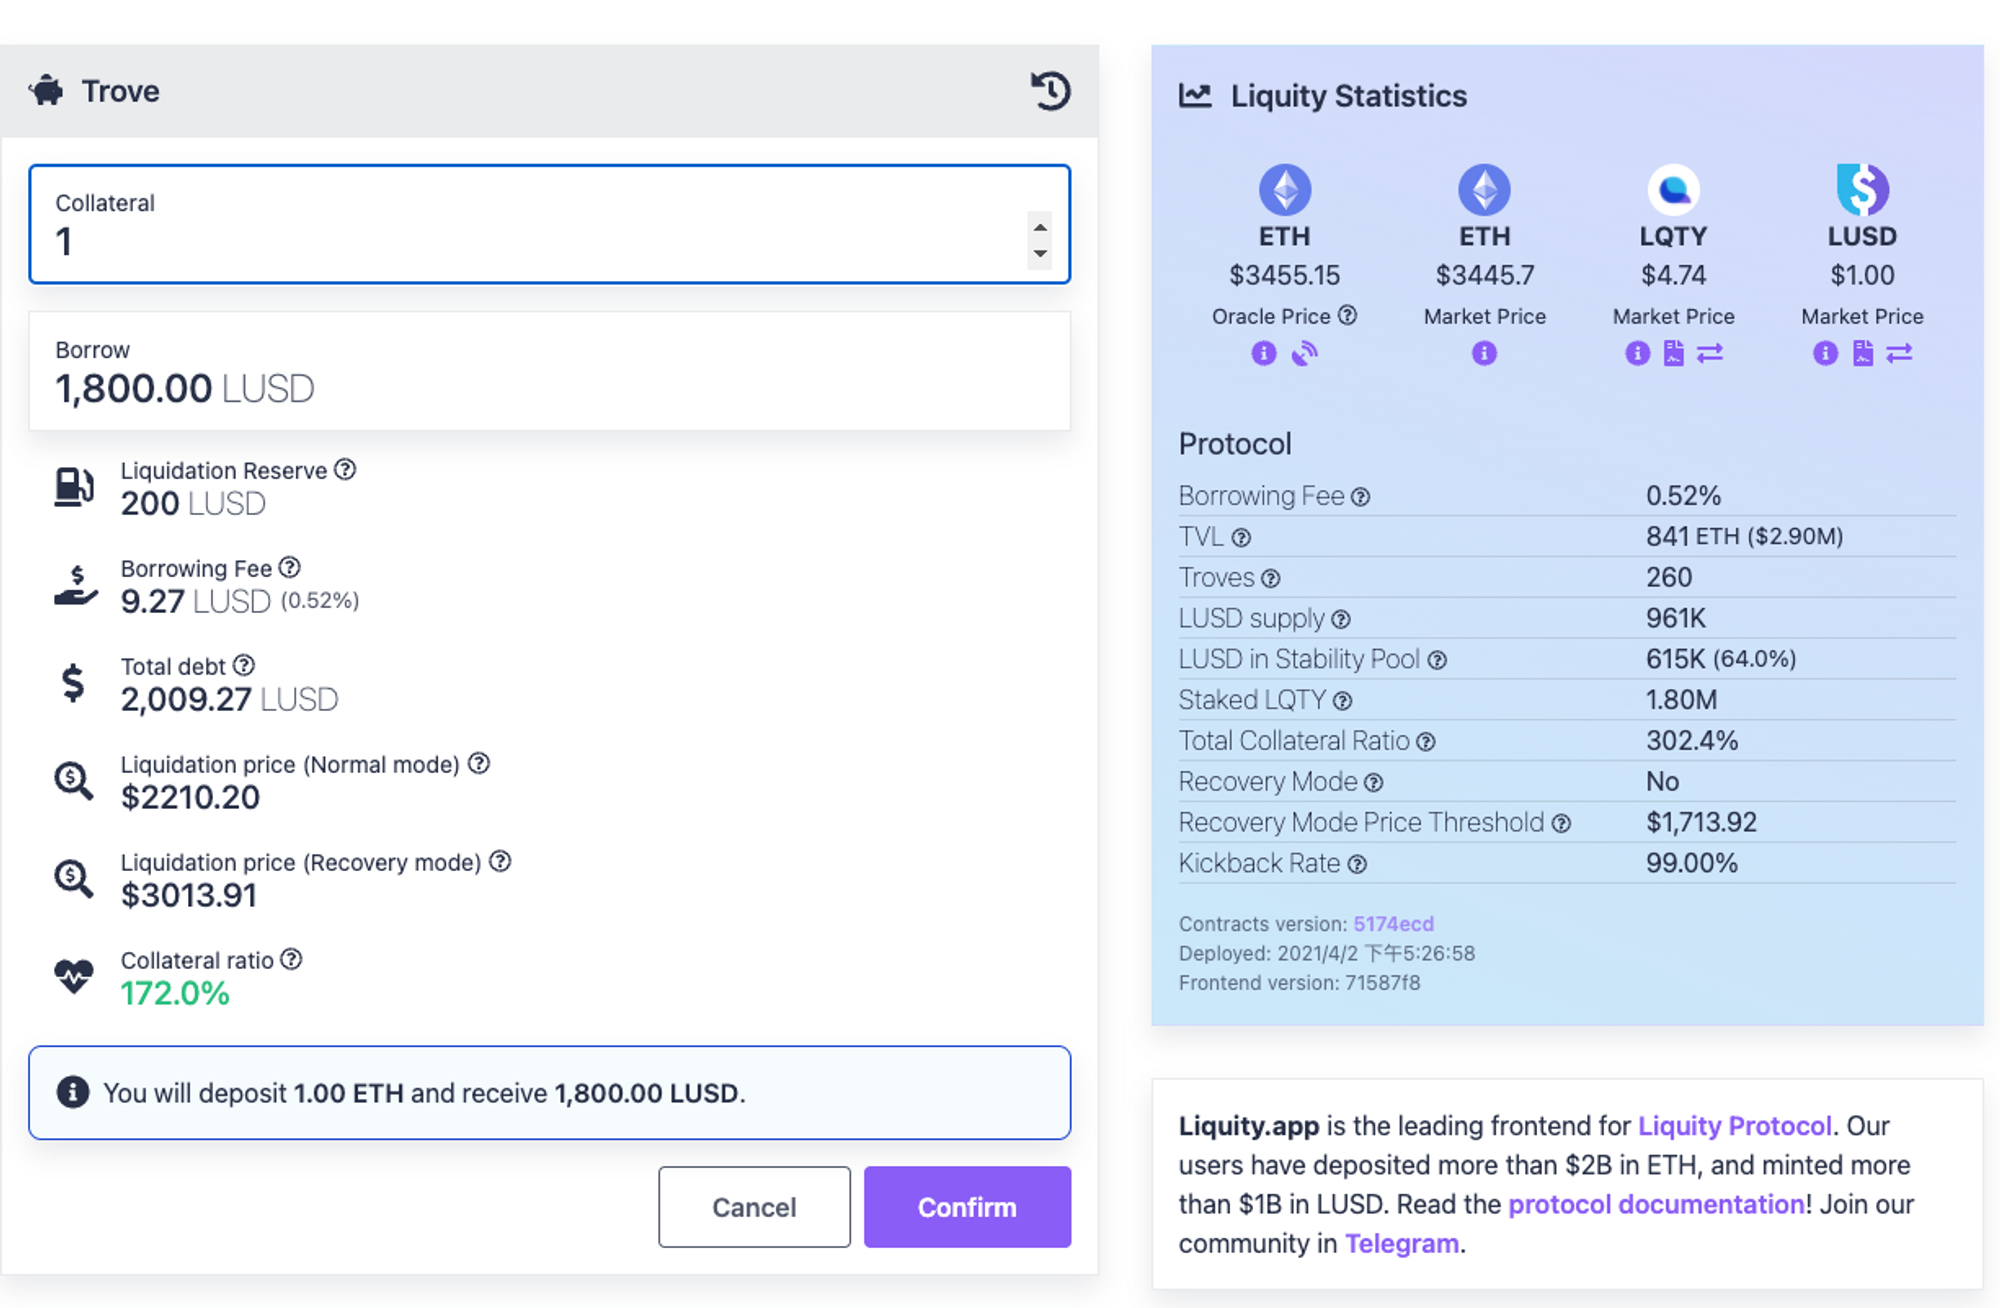 Trove
Collateral
1
Borrow
1,800.00 LUSD
Liquidation Reserve
200 LUSD
Borrowing Fee
9.27 LUSD (0.52%)
Total debt
2,009.27 LUSD
Liquidation price (Normal mode)
$2210.20
Liquidation price (Recovery mode)
$3013.91
Collateral ratio
172.0%
You will deposit 1.00 ETH and receive 1,800.00 LUSD.
Cancel Confirm
Liquity Statistics
ETH ETH LQTY LUSD
$3455.15 $3445.7 $4.74 $1.00
Oracle Price Market Price Market Price Market Price
Protocol
Borrowing Fee 0.52%
TVL 841 ETH ($2.90M)
Troves 260
LUSD supply 961K
LUSD in Stability Pool 615K (64.0%)
Staked LQTY 1.80M
Total Collateral Ratio 302.4%
Recovery Mode No
Recovery Mode Price Threshold $1,713.92
Kickback Rate 99.00%
Contracts version: 5174ecd
Deployed: 2021/4/2 下午5:26:58
Frontend version: 71587f8
Liquity.app is the leading frontend for Liquity Protocol. Our
users have deposited more than $2B in ETH, and minted more
than $1B in LUSD. Read the protocol documentation! Join our
community in Telegram.